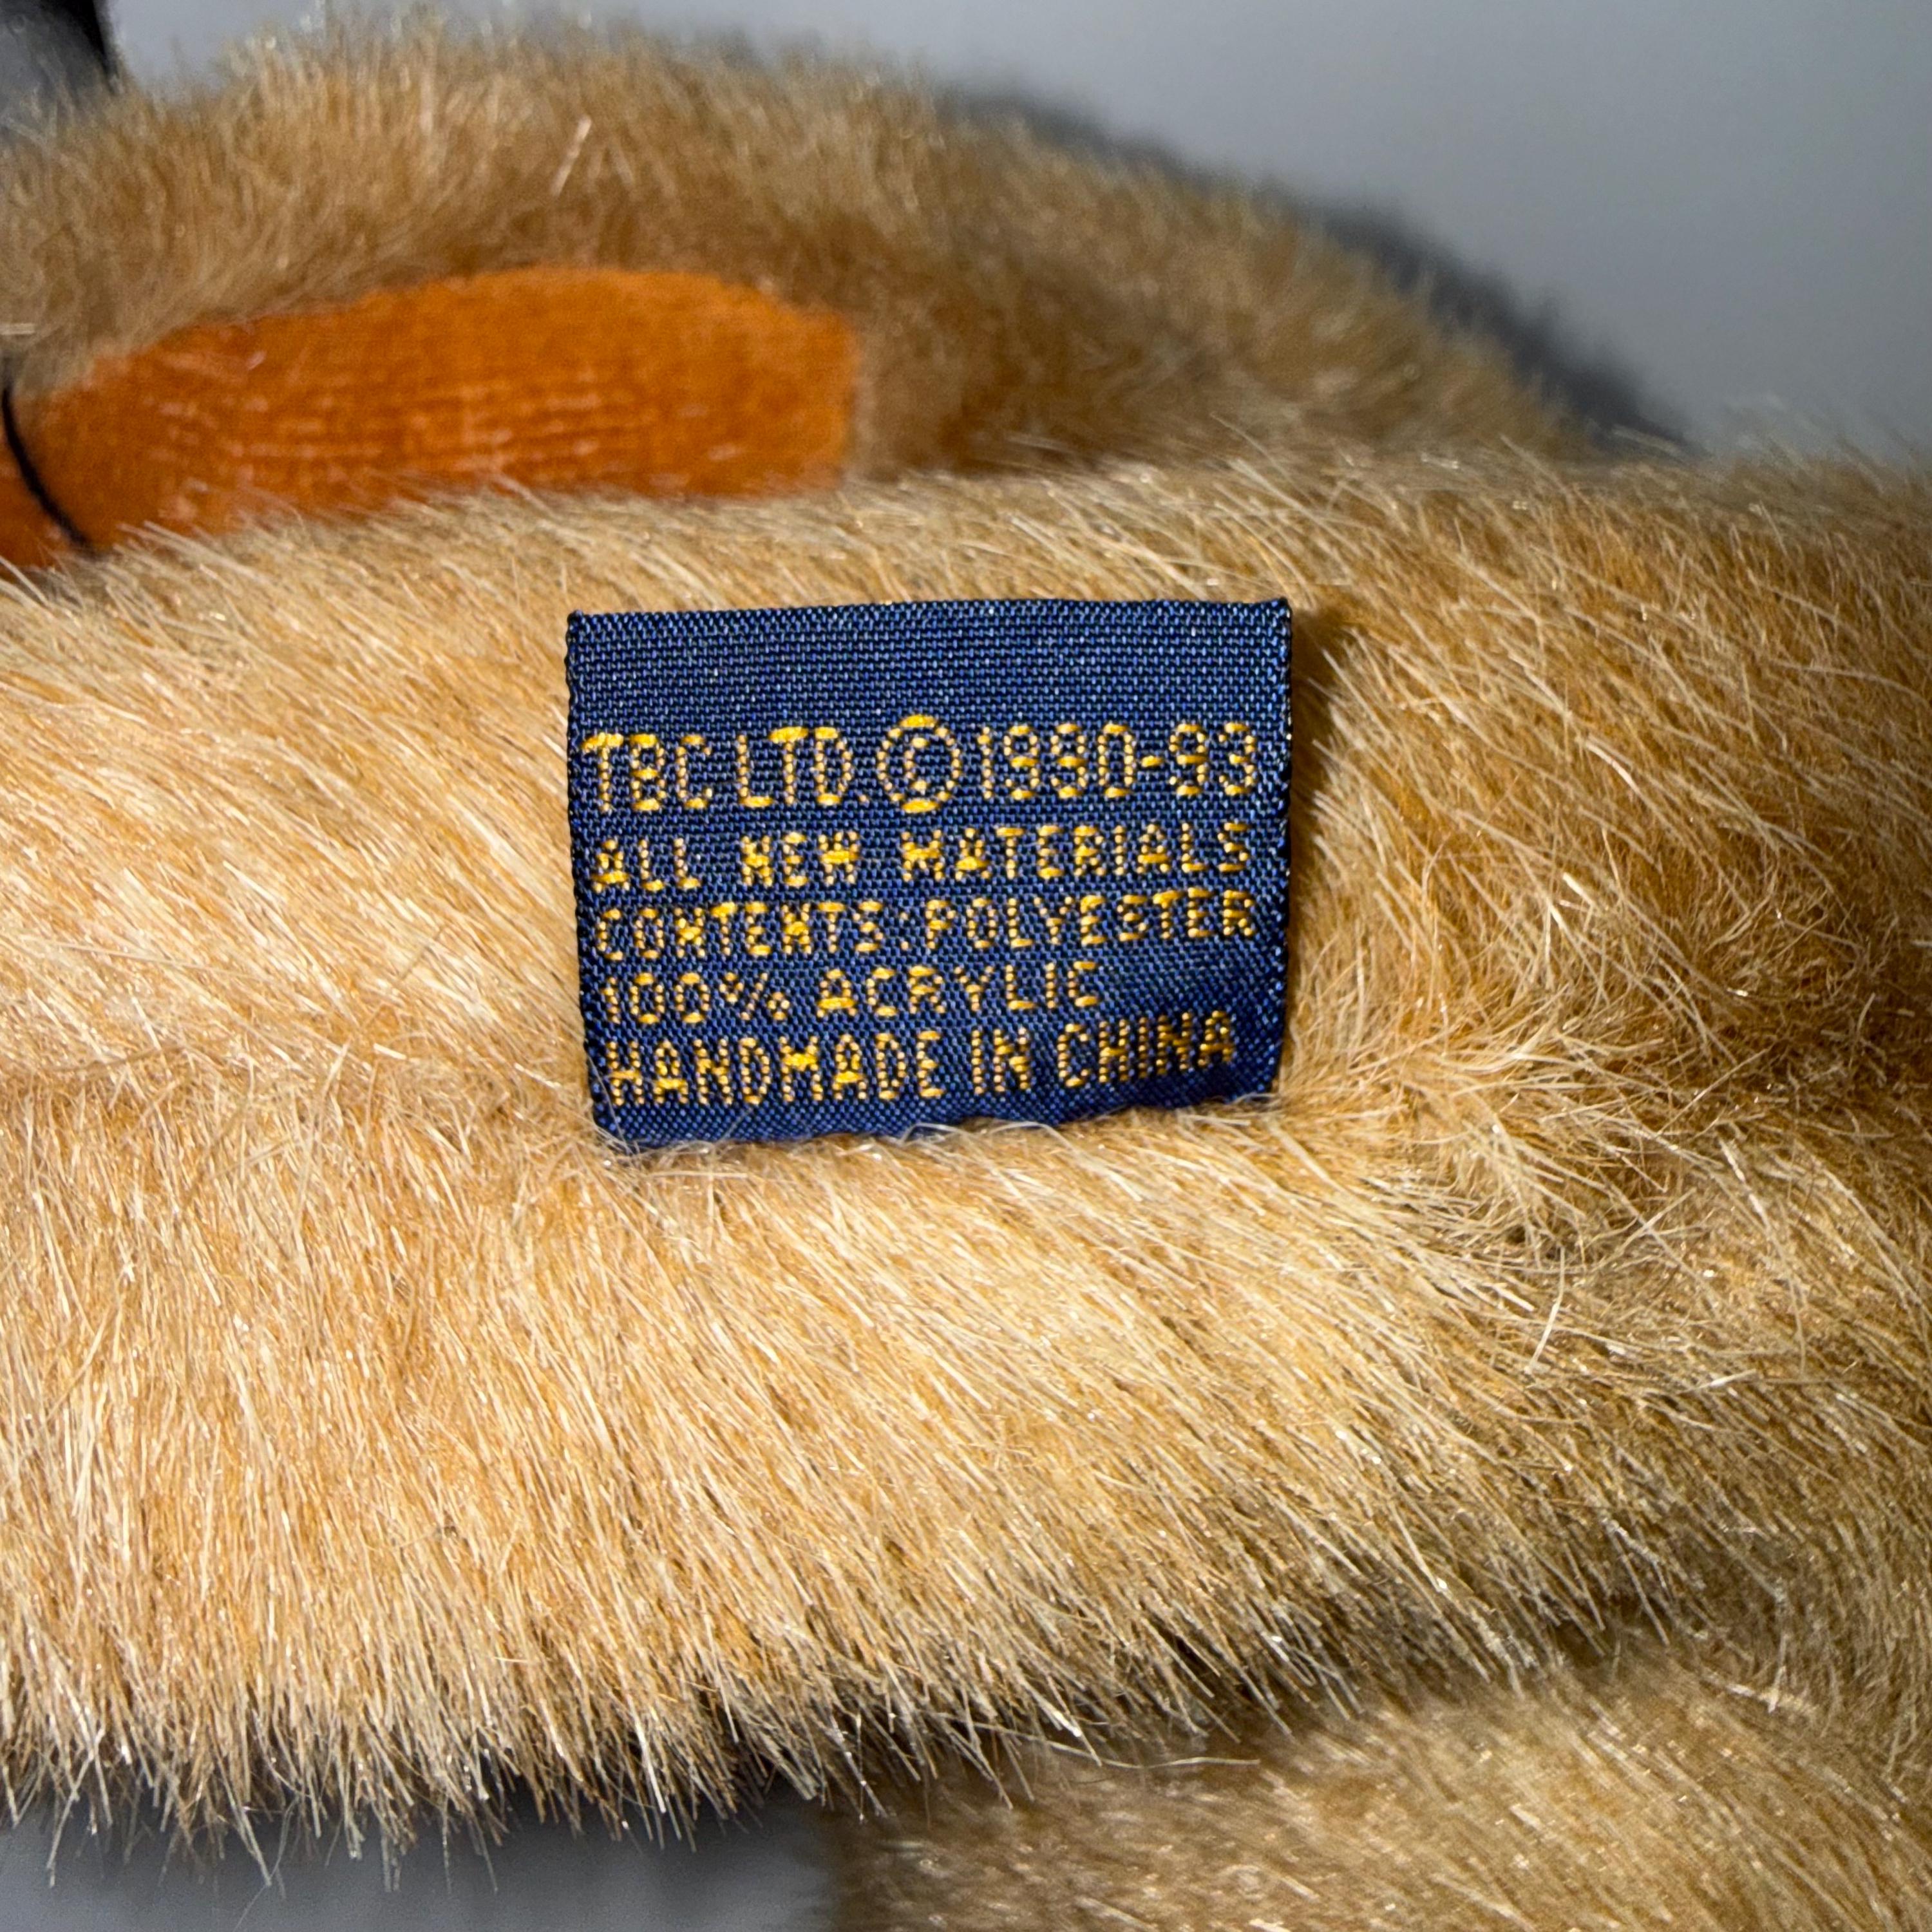 TBC LTD. © 1990-93
ALL NEW MATERIALS
CONTENTS: POLYESTER
100% ACRYLIC
HANDMADE IN CHINA